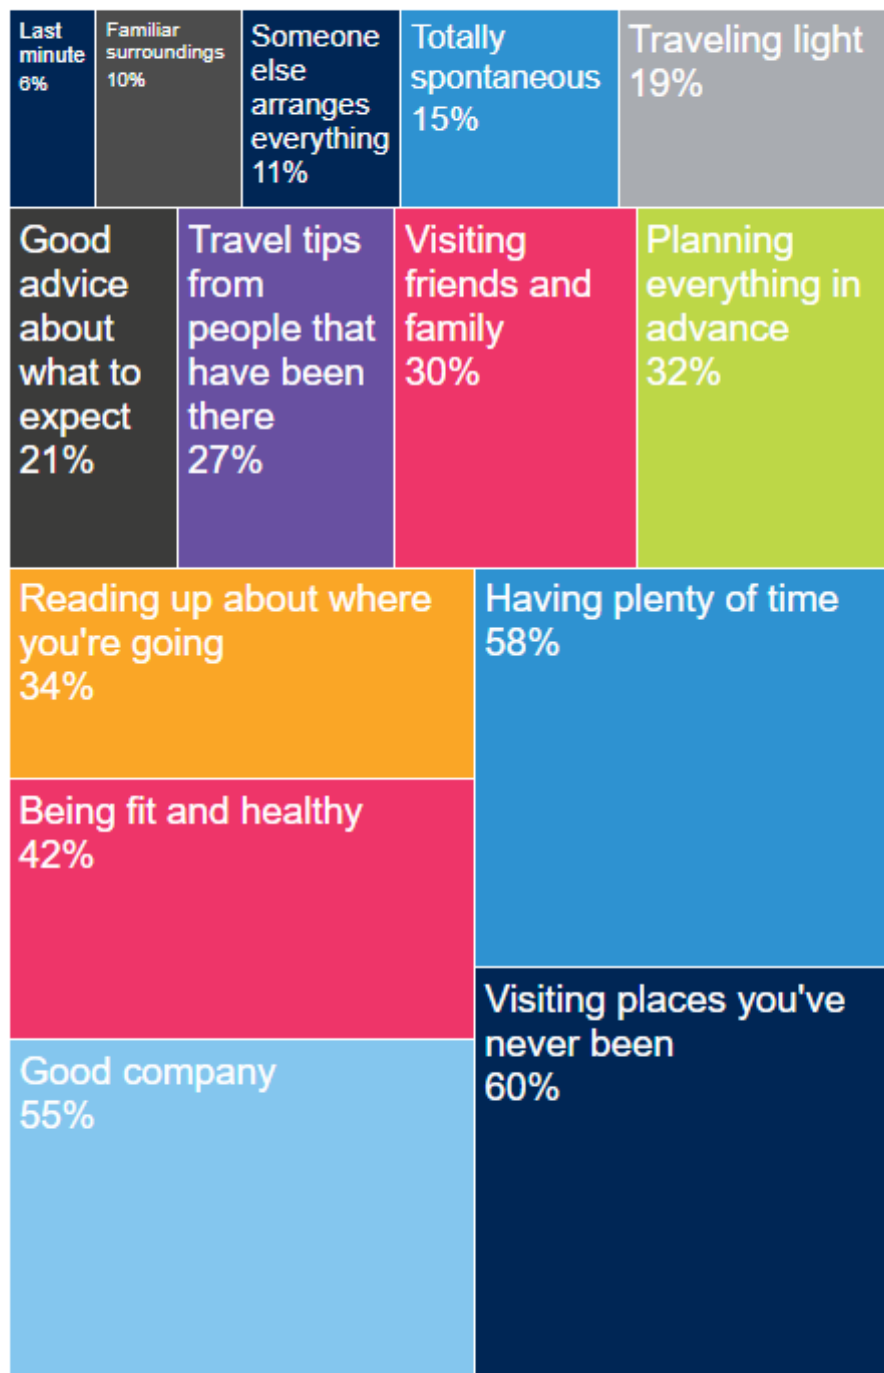 Last
minute
6%
Familiar
surroundings
10%
Someone
else
arranges
everything
11%
Totally
spontaneous
15%
Traveling light
19%
Good
advice
about
what to
expect
21%
Travel tips
from
people that
have been
there
27%
Visiting
friends and
family
30%
Planning
everything in
advance
32%
Reading up about where
you're going
34%
Having plenty of time
58%
Being fit and healthy
42%
Visiting places you've
never been
60%
Good company
55%